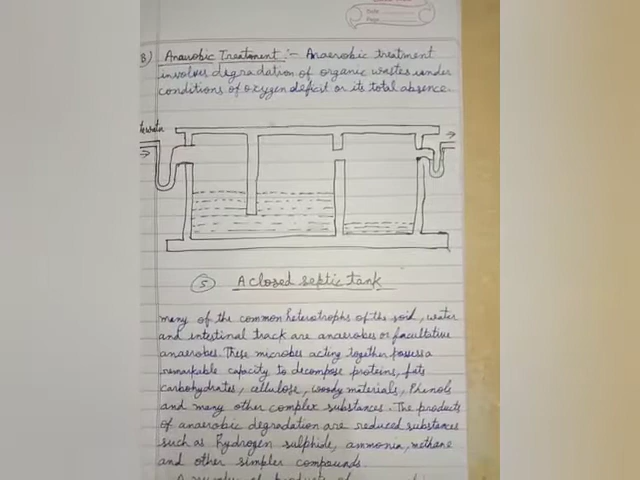 Date
Page
B) Anaerobic Treatment :- Anaerobic treatment
involves degradation of organic wastes under
conditions of oxygen deficit or its total absence.
(5) A closed septic tank
many of the common heterotrophs of the soil, water
and intestinal track are anaerobes or facultative
anaerobes. These microbes acting together possess a
remarkable capacity to decompose proteins, fats
carbohydrates, cellulose, woody materials, Phenols
and many other complex substances. The products
of anaerobic degradation are reduced substances
such as hydrogen sulphide, ammonia, methane
and other simpler compounds.